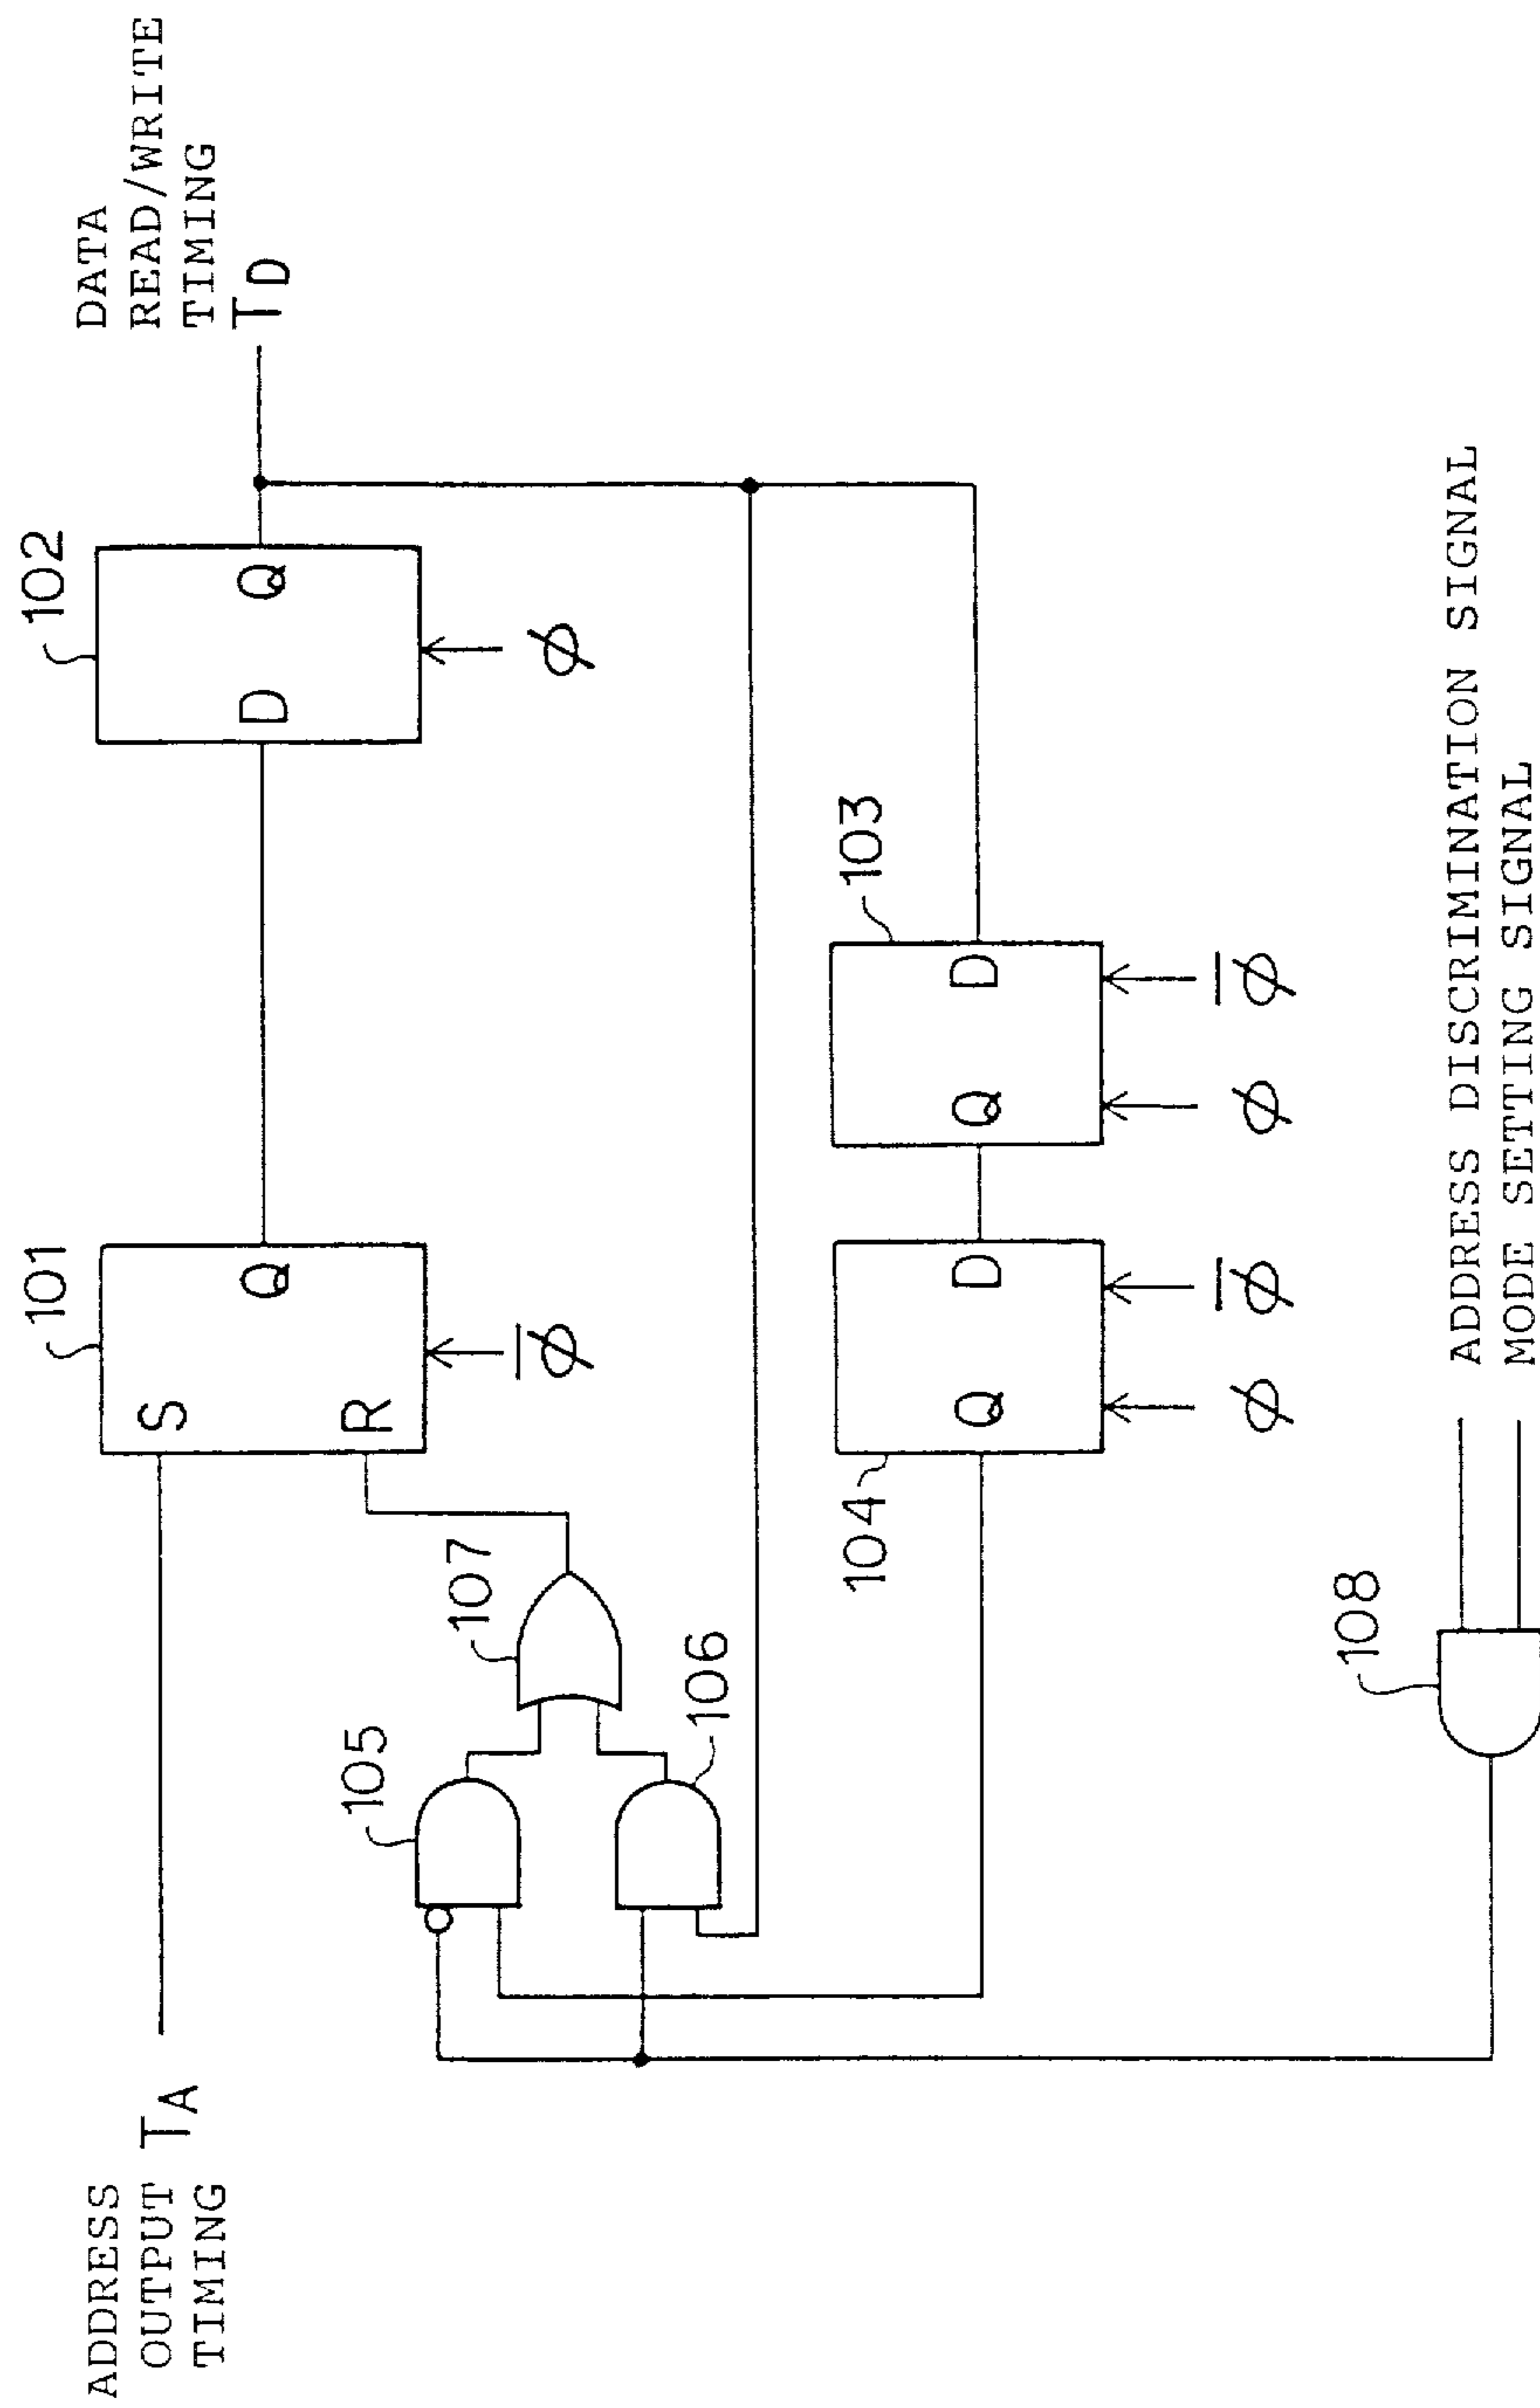 ADDRESS
OUTPUT TA
TIMING
101
S
R
Q
φ̅
102
D
Q
φ
DATA
READ/WRITE
TIMING
TD
105
106
107
104
Q
D
φ
φ̅
103
Q
D
φ
φ̅
108
ADDRESS DISCRIMINATION SIGNAL
MODE SETTING SIGNAL